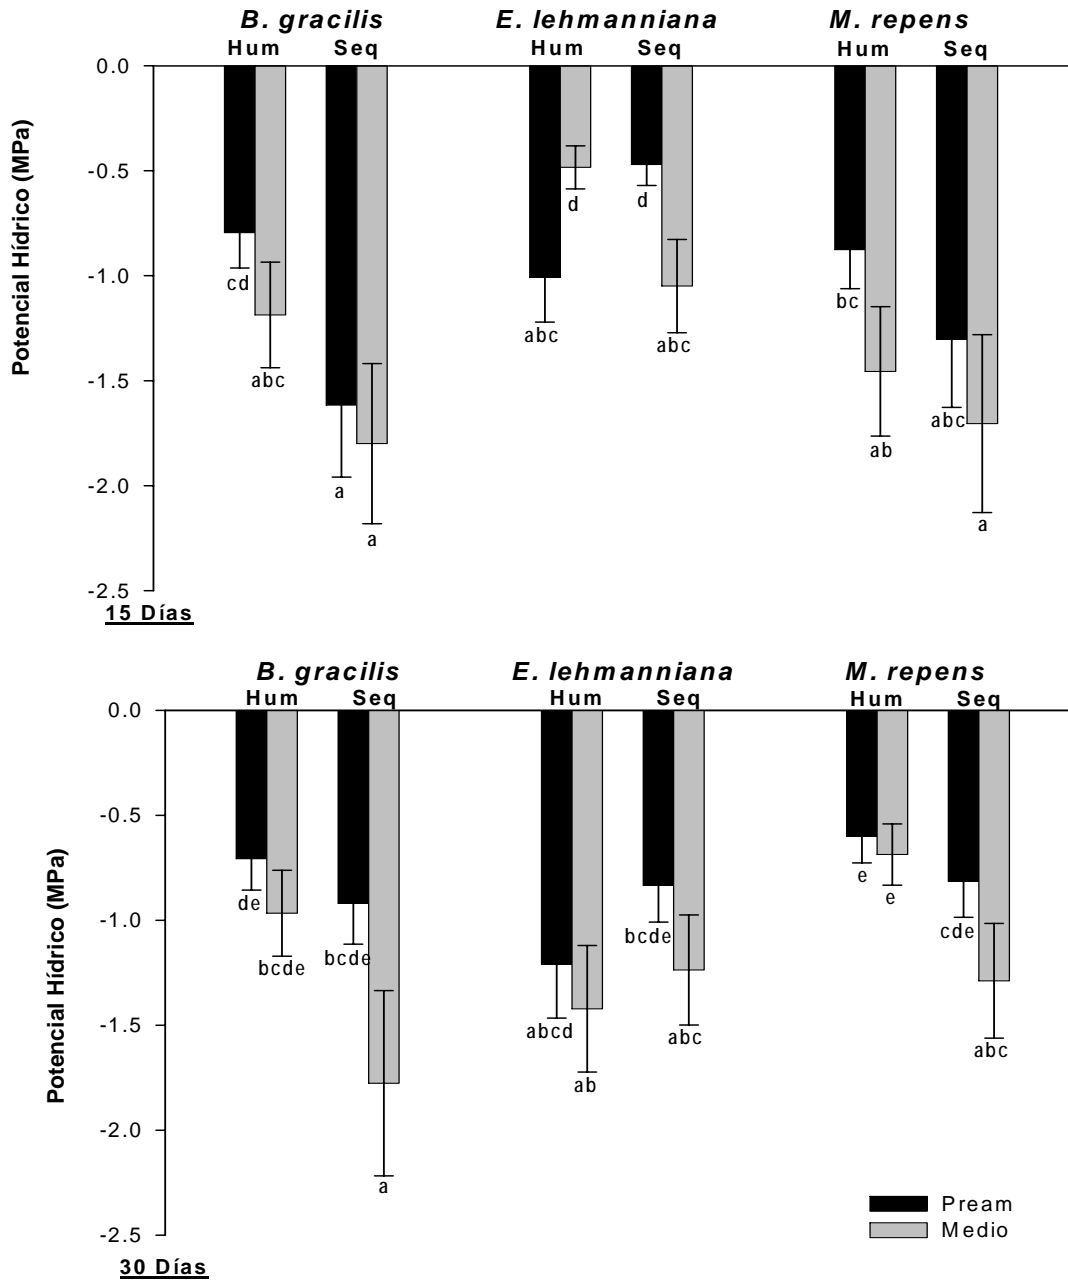 B. gracilis E. lehmanniana M. repens
Hum Seq Hum Seq Hum Seq
0.0
-0.5
-1.0
-1.5
-2.0
-2.5
Potencial Hídrico (MPa)
cd abc a a
abc d d abc
bc ab abc a
15 Días
B. gracilis E. lehmanniana M. repens
Hum Seq Hum Seq Hum Seq
0.0
-0.5
-1.0
-1.5
-2.0
-2.5
Potencial Hídrico (MPa)
de bcde bcde a
abcd ab bcde abc
e e cde abc
Pream
Medio
30 Días